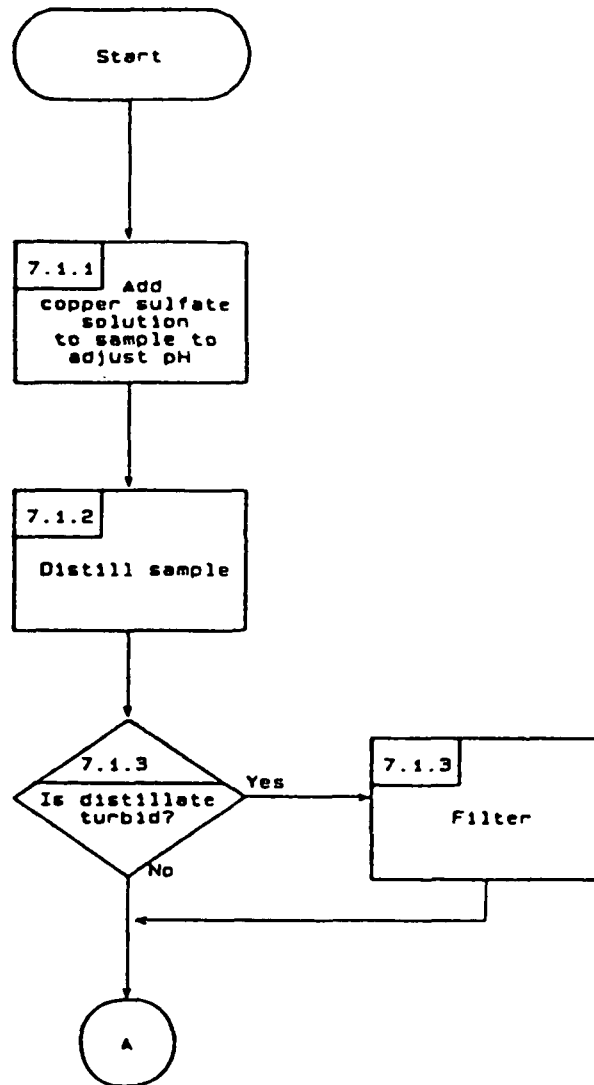 Start
7.1.1
Add
copper sulfate
solution
to sample to
adjust pH
7.1.2
Distill sample
7.1.3
Is distillate
turbid?
Yes
7.1.3
Filter
No
A